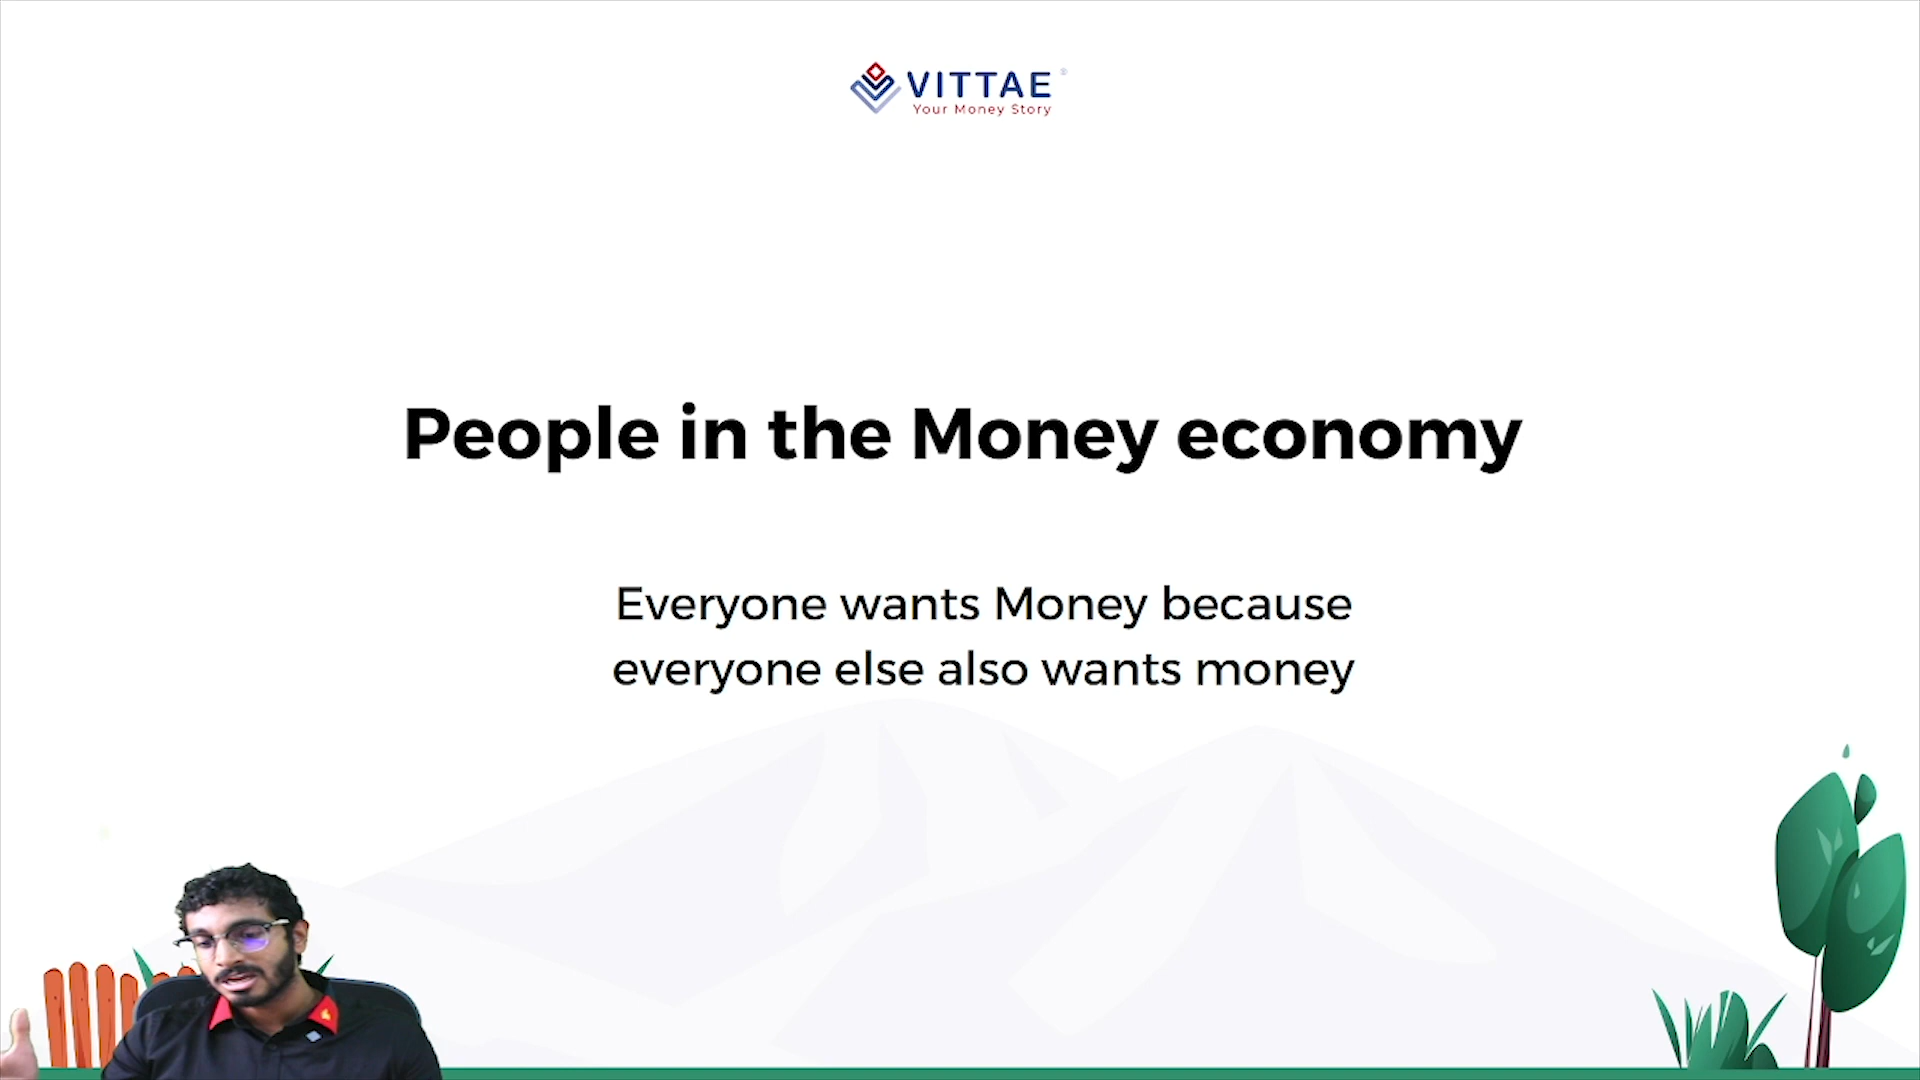 VITTAE
Your Money Story
People in the Money economy
Everyone wants Money because
everyone else also wants money